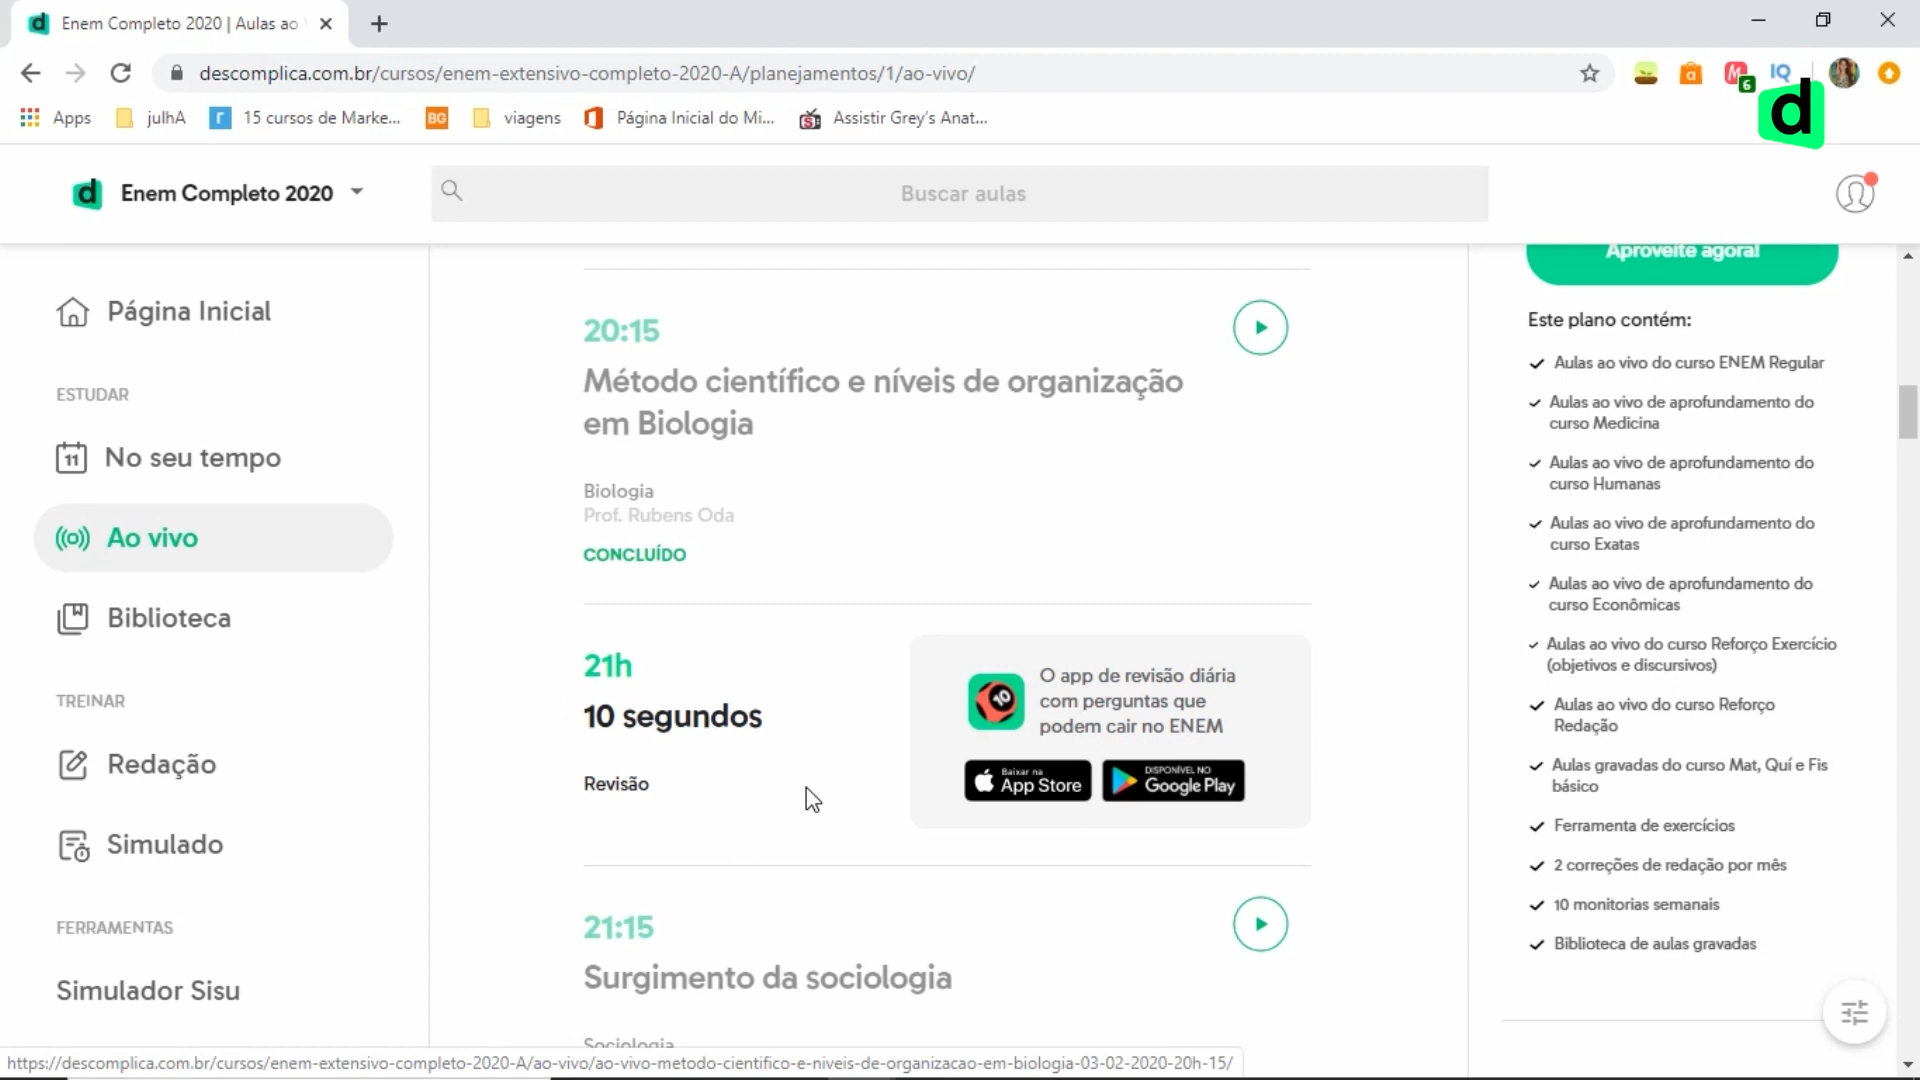 Enem Completo 2020 | Aulas ao
descomplica.com.br/cursos/enem-extensivo-completo-2020-A/planejamentos/1/ao-vivo/
6
IQ
Apps
julhA
15 cursos de Marke...
BG
viagens
Página Inicial do Mi...
Assistir Grey's Anat...
d
d
Enem Completo 2020
Buscar aulas
Página Inicial
ESTUDAR
11
No seu tempo
Ao vivo
Biblioteca
TREINAR
Redação
Simulado
FERRAMENTAS
Simulador Sisu
20:15
Método científico e níveis de organização
em Biologia
Biologia
Prof. Rubens Oda
CONCLUÍDO
21h
10 segundos
Revisão
10
O app de revisão diária
com perguntas que
podem cair no ENEM
Baixar na
App Store
DISPONÍVEL NO
Google Play
21:15
Surgimento da sociologia
Sociologia
Aproveite agora!
Este plano contém:
Aulas ao vivo do curso ENEM Regular
Aulas ao vivo de aprofundamento do
curso Medicina
Aulas ao vivo de aprofundamento do
curso Humanas
Aulas ao vivo de aprofundamento do
curso Exatas
Aulas ao vivo de aprofundamento do
curso Econômicas
Aulas ao vivo do curso Reforço Exercício
(objetivos e discursivos)
Aulas ao vivo do curso Reforço
Redação
Aulas gravadas do curso Mat, Quí e Fis
básico
Ferramenta de exercícios
2 correções de redação por mês
10 monitorias semanais
Biblioteca de aulas gravadas
https://descomplica.com.br/cursos/enem-extensivo-completo-2020-A/ao-vivo/ao-vivo-metodo-cientifico-e-niveis-de-organizacao-em-biologia-03-02-2020-20h-15/